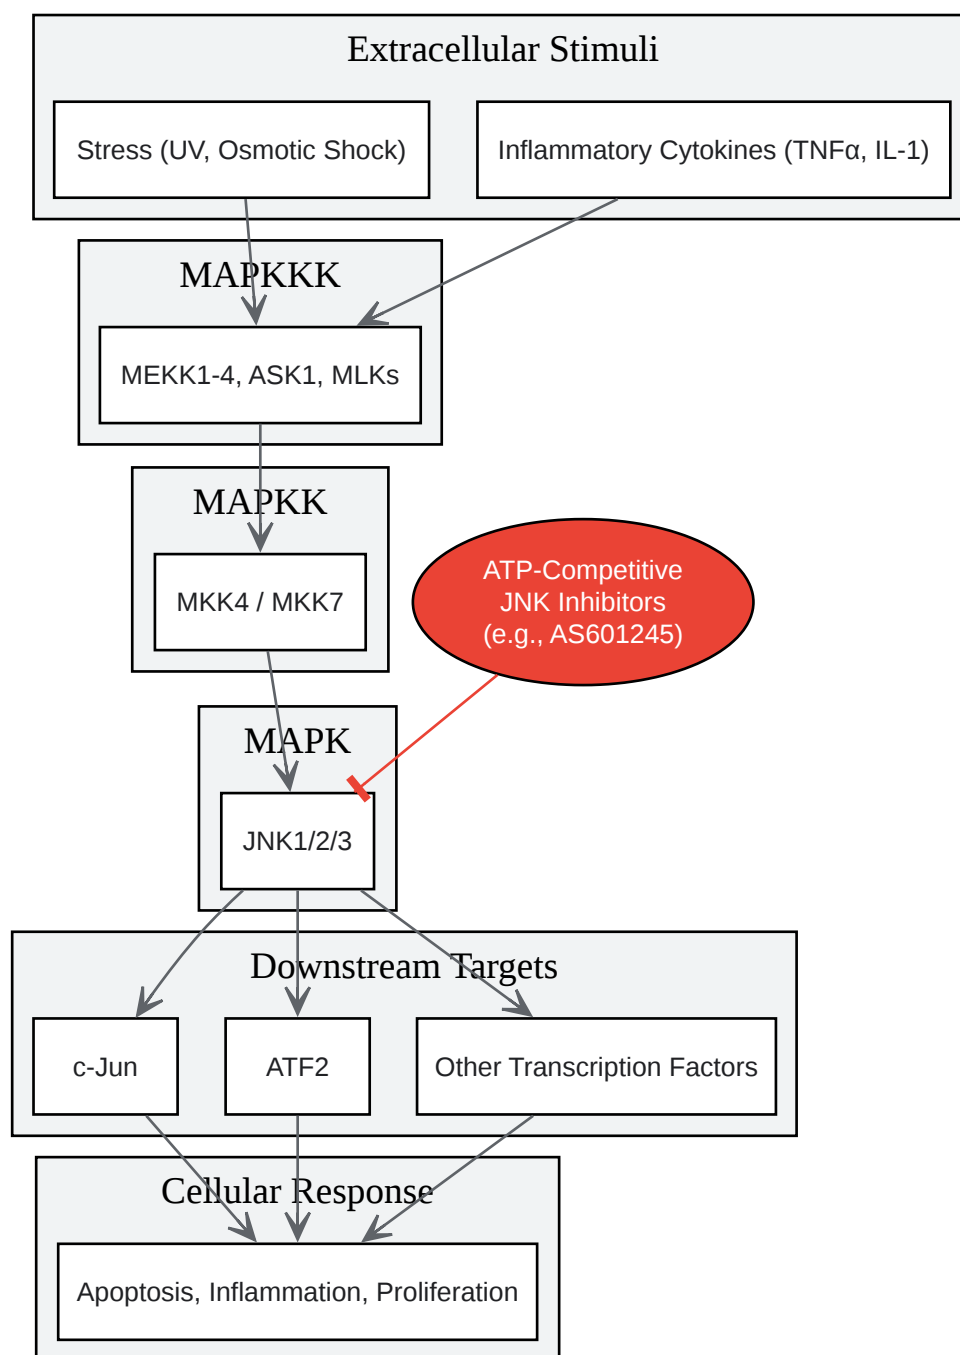 Extracellular Stimuli
Stress (UV, Osmotic Shock)
Inflammatory Cytokines (TNFα, IL-1)
MAPKKK
MEKK1-4, ASK1, MLKs
MAPKK
MKK4 / MKK7
ATP-Competitive
JNK Inhibitors
(e.g., AS601245)
MAPK
JNK1/2/3
Downstream Targets
c-Jun
ATF2
Other Transcription Factors
Cellular Response
Apoptosis, Inflammation, Proliferation